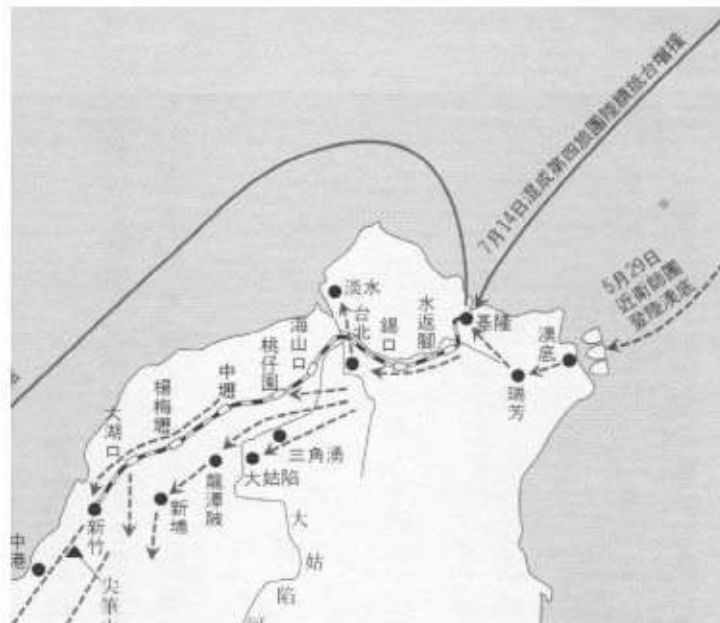 7月14日混成第四旅團陸續抵台增援
5月29日
近衛師團
登陸澳底
淡水
台北
錫口
水返腳
基隆
澳底
瑞芳
海山口
桃仔園
中壢
楊梅壢
大湖口
三角湧
大姑陷
龍潭陂
新埔
新竹
中港
尖筆
大姑陷